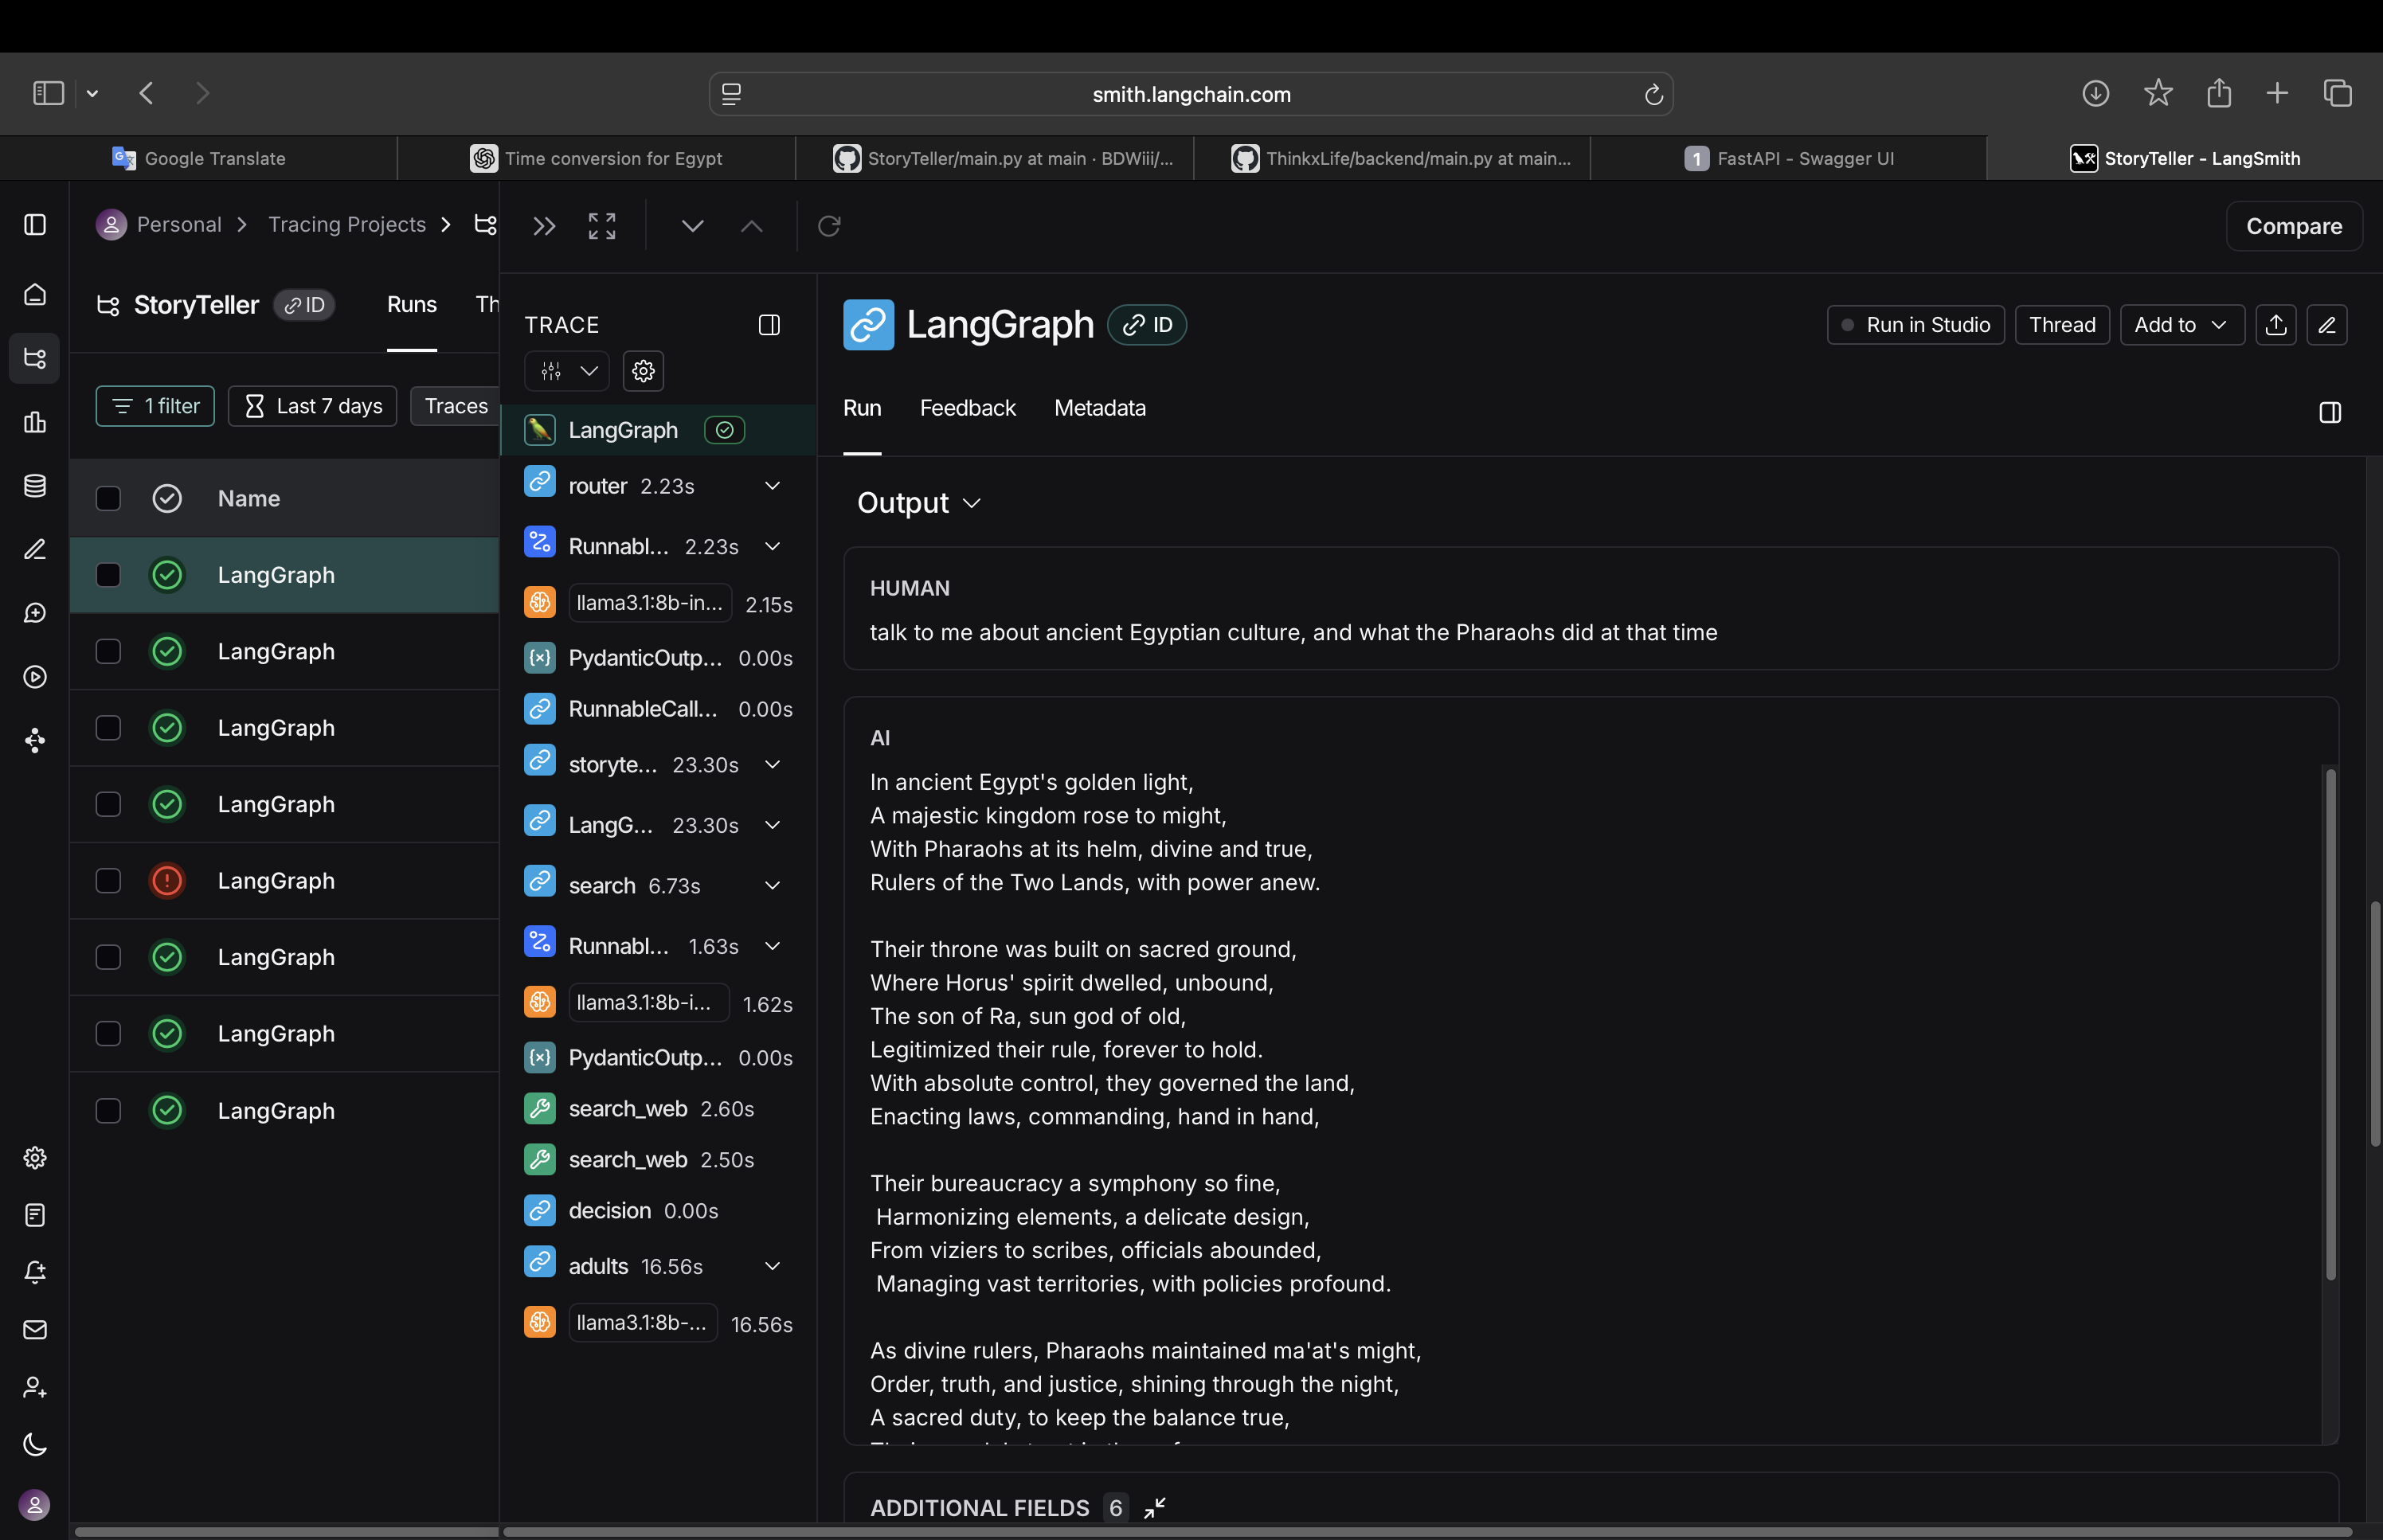 smith.langchain.com
Google Translate
Time conversion for Egypt
StoryTeller/main.py at main · BDWiii/...
ThinkxLife/backend/main.py at main...
1 FastAPI - Swagger UI
StoryTeller - LangSmith
Personal
Tracing Projects
Compare
StoryTeller
ID
Runs
Th
1 filter
Last 7 days
Traces
Name
LangGraph
LangGraph
LangGraph
LangGraph
LangGraph
LangGraph
LangGraph
LangGraph
TRACE
LangGraph
router 2.23s
Runnabl... 2.23s
llama3.1:8b-in... 2.15s
PydanticOutp... 0.00s
RunnableCall... 0.00s
storyte... 23.30s
LangG... 23.30s
search 6.73s
Runnabl... 1.63s
llama3.1:8b-i... 1.62s
PydanticOutp... 0.00s
search_web 2.60s
search_web 2.50s
decision 0.00s
adults 16.56s
llama3.1:8b-... 16.56s
LangGraph
ID
Run in Studio
Thread
Add to
Run
Feedback
Metadata
Output
HUMAN
talk to me about ancient Egyptian culture, and what the Pharaohs did at that time
AI
In ancient Egypt's golden light,
A majestic kingdom rose to might,
With Pharaohs at its helm, divine and true,
Rulers of the Two Lands, with power anew.
Their throne was built on sacred ground,
Where Horus' spirit dwelled, unbound,
The son of Ra, sun god of old,
Legitimized their rule, forever to hold.
With absolute control, they governed the land,
Enacting laws, commanding, hand in hand,
Their bureaucracy a symphony so fine,
Harmonizing elements, a delicate design,
From viziers to scribes, officials abounded,
Managing vast territories, with policies profound.
As divine rulers, Pharaohs maintained ma'at's might,
Order, truth, and justice, shining through the night,
A sacred duty, to keep the balance true,
ADDITIONAL FIELDS 6